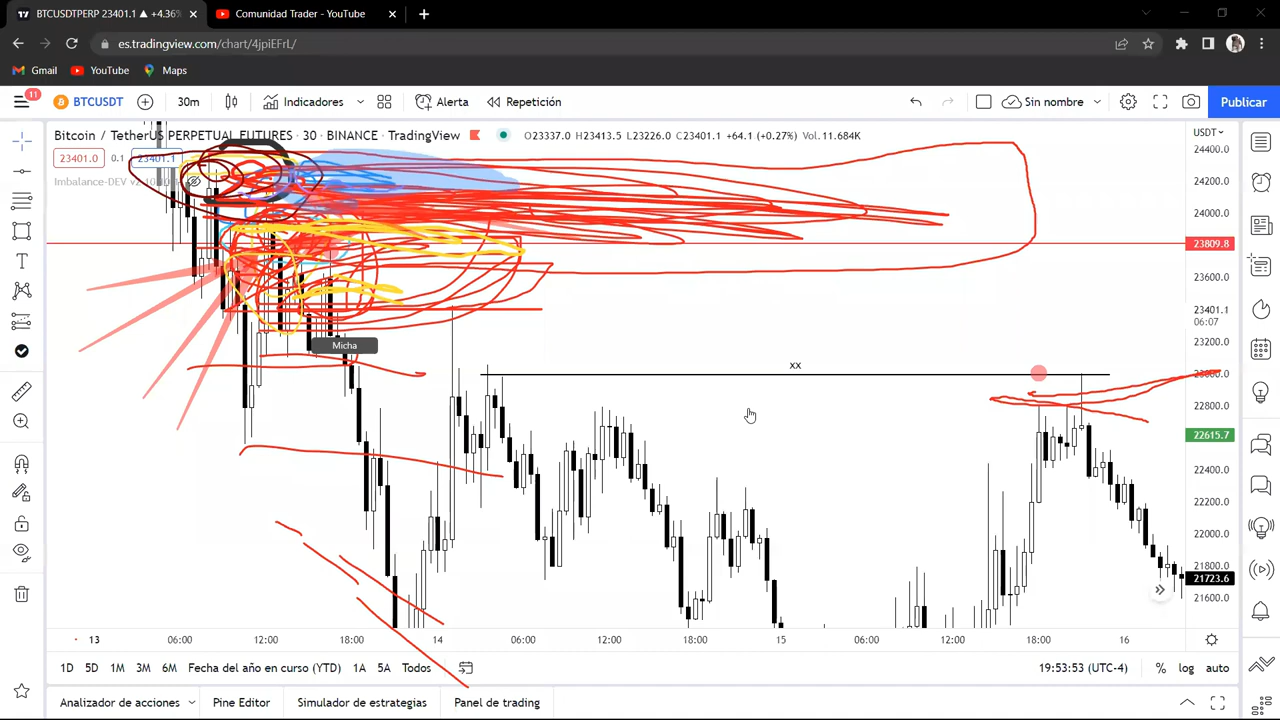 BTCUSDTPERP 23401.1 ▲ +4.36%
Comunidad Trader - YouTube
es.tradingview.com/chart/4jpiEFrL/
Gmail
YouTube
Maps
11
BTCUSDT
30m
Indicadores
Alerta
Repetición
Sin nombre
Publicar
Bitcoin / TetherUS PERPETUAL FUTURES · 30 · BINANCE · TradingView
O23337.0 H23413.5 L23226.0 C23401.1 +64.1 (+0.27%) Vol.11.684K
USDT
23401.0
0.1
23401.1
24400.0
24200.0
24000.0
23809.8
23600.0
23401.1
06:07
23200.0
Micha
xx
22800.0
22615.7
22400.0
22200.0
22000.0
21800.0
21723.6
21600.0
13
06:00
12:00
18:00
14
06:00
12:00
18:00
15
06:00
12:00
18:00
16
1D
5D
1M
3M
6M
Fecha del año en curso (YTD)
1A
5A
Todos
19:53:53 (UTC-4)
%
log
auto
Analizador de acciones
Pine Editor
Simulador de estrategias
Panel de trading